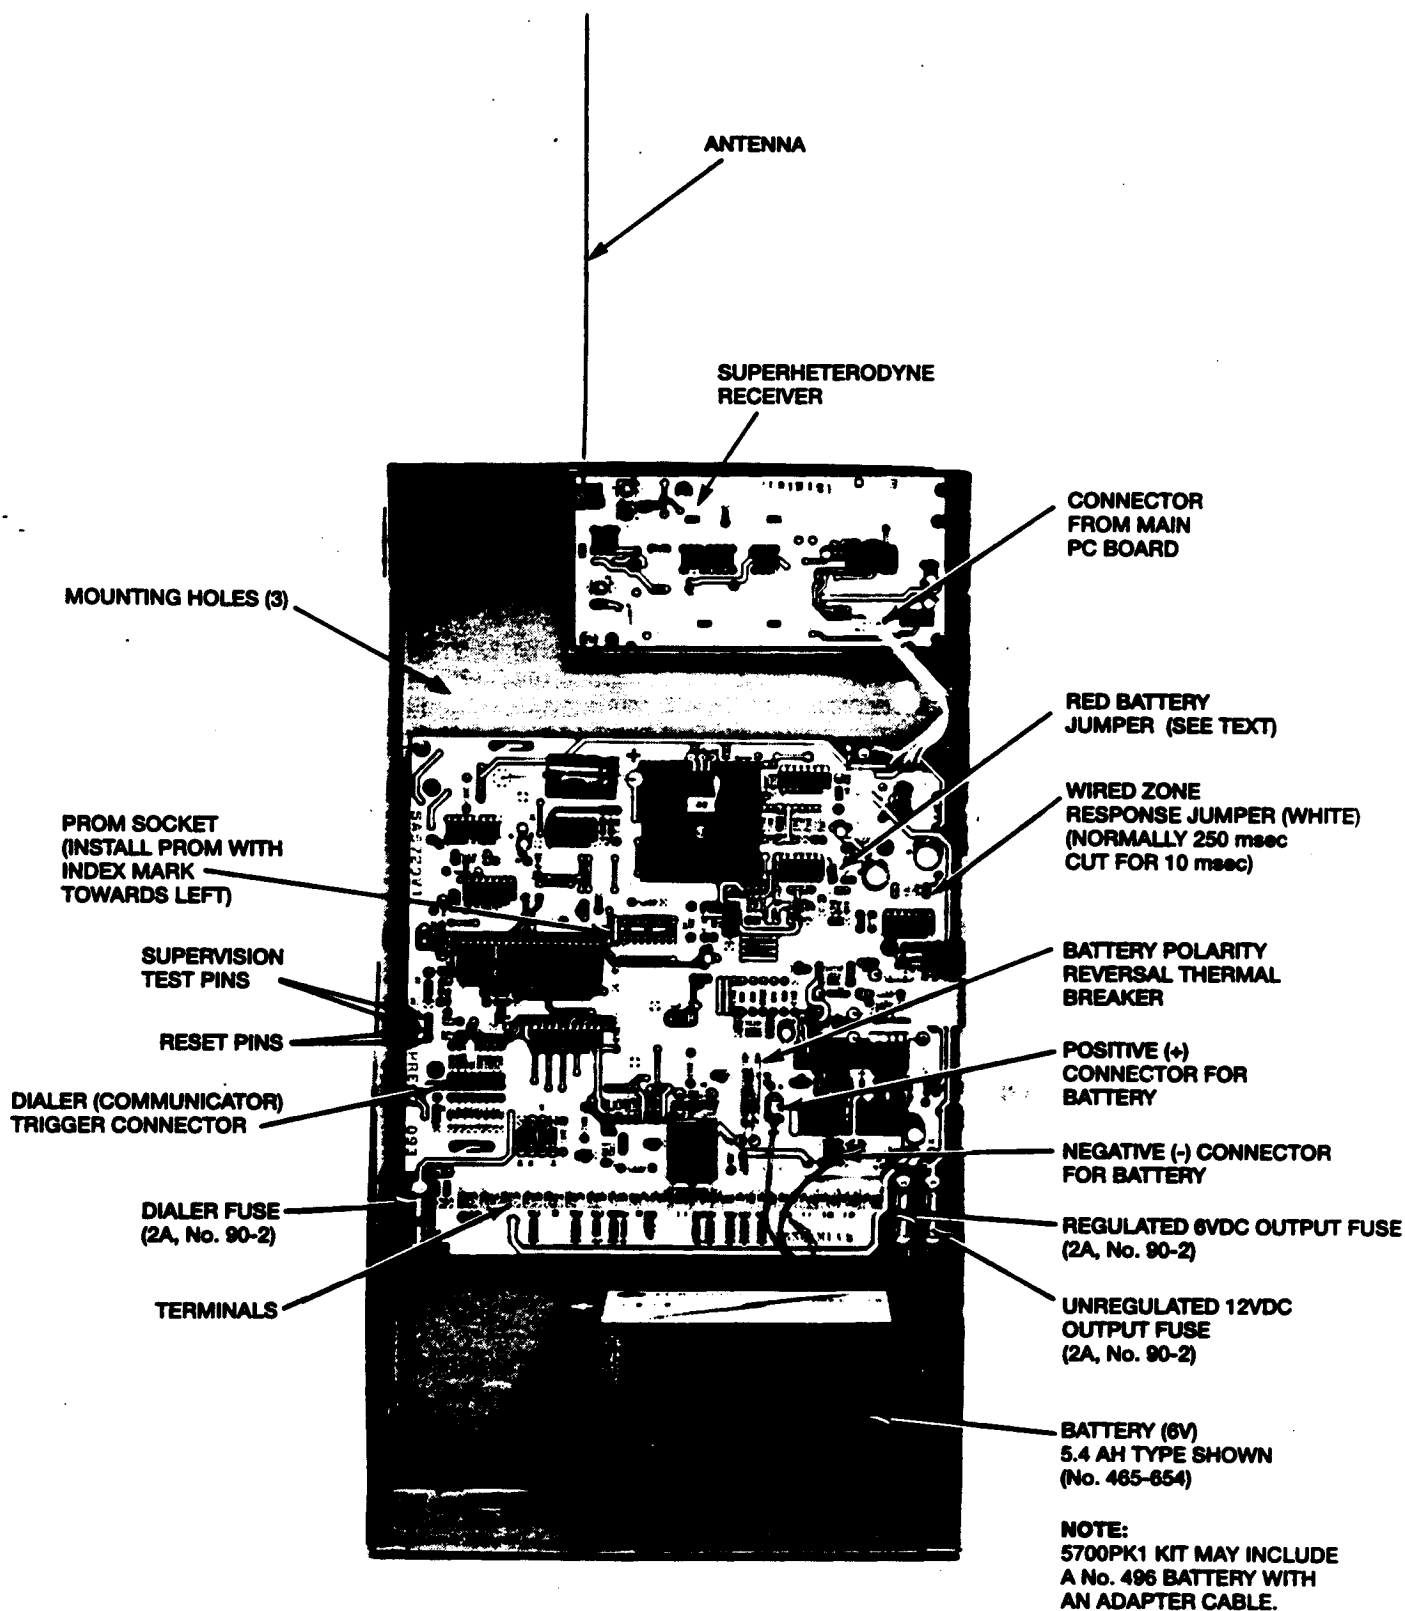 ANTENNA
SUPERHETERODYNE
RECEIVER
CONNECTOR
FROM MAIN
PC BOARD
MOUNTING HOLES (3)
RED BATTERY
JUMPER (SEE TEXT)
WIRED ZONE
RESPONSE JUMPER (WHITE)
(NORMALLY 250 msec
CUT FOR 10 msec)
PROM SOCKET
(INSTALL PROM WITH
INDEX MARK
TOWARDS LEFT)
SUPERVISION
TEST PINS
BATTERY POLARITY
REVERSAL THERMAL
BREAKER
RESET PINS
POSITIVE (+)
CONNECTOR FOR
BATTERY
DIALER (COMMUNICATOR)
TRIGGER CONNECTOR
NEGATIVE (-) CONNECTOR
FOR BATTERY
DIALER FUSE
(2A, No. 90-2)
REGULATED 6VDC OUTPUT FUSE
(2A, No. 90-2)
TERMINALS
UNREGULATED 12VDC
OUTPUT FUSE
(2A, No. 90-2)
BATTERY (6V)
5.4 AH TYPE SHOWN
(No. 465-654)
NOTE:
5700PK1 KIT MAY INCLUDE
A No. 496 BATTERY WITH
AN ADAPTER CABLE.